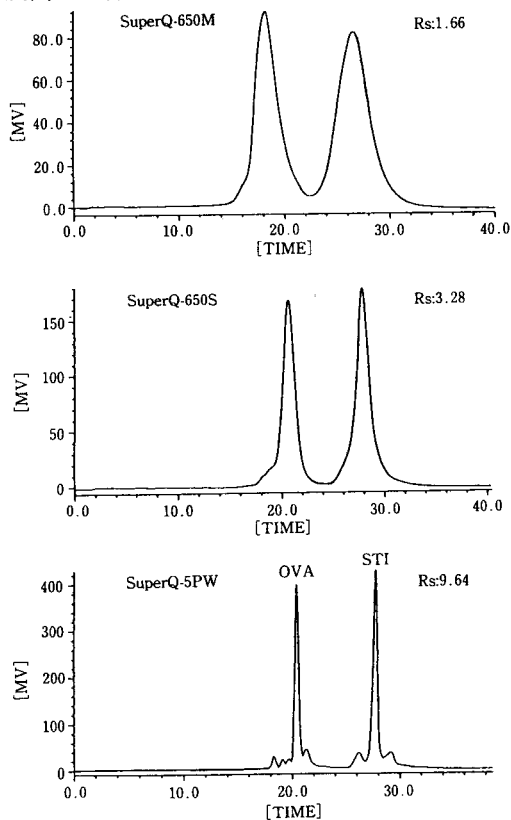 SuperQ-650M
Rs:1.66
80.0
60.0
40.0
20.0
0.0
[MV]
0.0 10.0 20.0 30.0 40.0
[TIME]
SuperQ-650S
Rs:3.28
150
100
50
0
[MV]
0.0 10.0 20.0 30.0 40.0
[TIME]
SuperQ-5PW
OVA
STI
Rs:9.64
400
300
200
100
0
[MV]
0.0 10.0 20.0 30.0
[TIME]